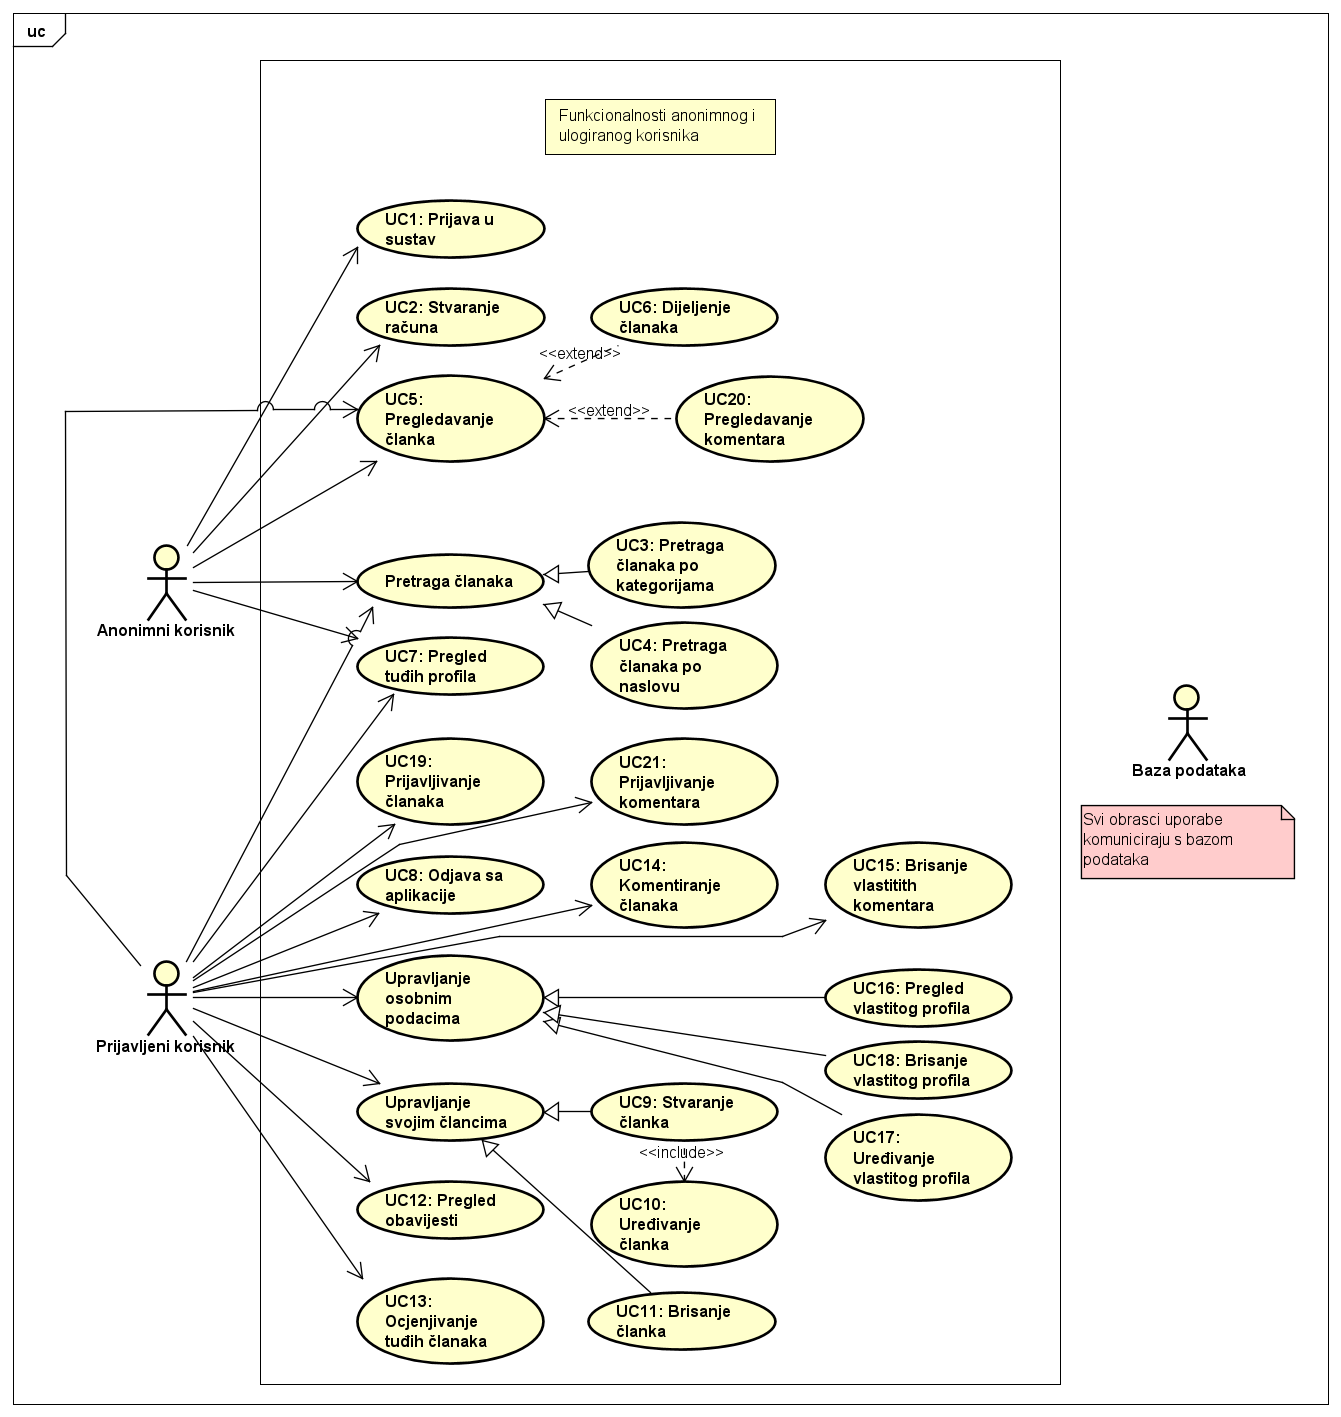 uc
Funkcionalnosti anonimnog i
ulogiranog korisnika
UC1: Prijava u
sustav
UC2: Stvaranje
računa
UC6: Dijeljenje
članaka
<<extend>>
UC5:
Pregledavanje
članka
<<extend>>
UC20:
Pregledavanje
komentara
Anonimni korisnik
Pretraga članaka
UC3: Pretraga
članaka po
kategorijama
UC4: Pretraga
članaka po
naslovu
UC7: Pregled
tuđih profila
Baza podataka
Svi obrasci uporabe
komuniciraju s bazom
podataka
UC19:
Prijavljivanje
članaka
UC21:
Prijavljivanje
komentara
UC8: Odjava sa
aplikacije
UC14:
Komentiranje
članaka
UC15: Brisanje
vlastitih
komentara
Prijavljeni korisnik
Upravljanje
osobnim
podacima
UC16: Pregled
vlastitog profila
UC18: Brisanje
vlastitog profila
UC17:
Uređivanje
vlastitog profila
Upravljanje
svojim člancima
UC9: Stvaranje
članka
<<include>>
UC10:
Uređivanje
članka
UC12: Pregled
obavijesti
UC13:
Ocjenjivanje
tuđih članaka
UC11: Brisanje
članka